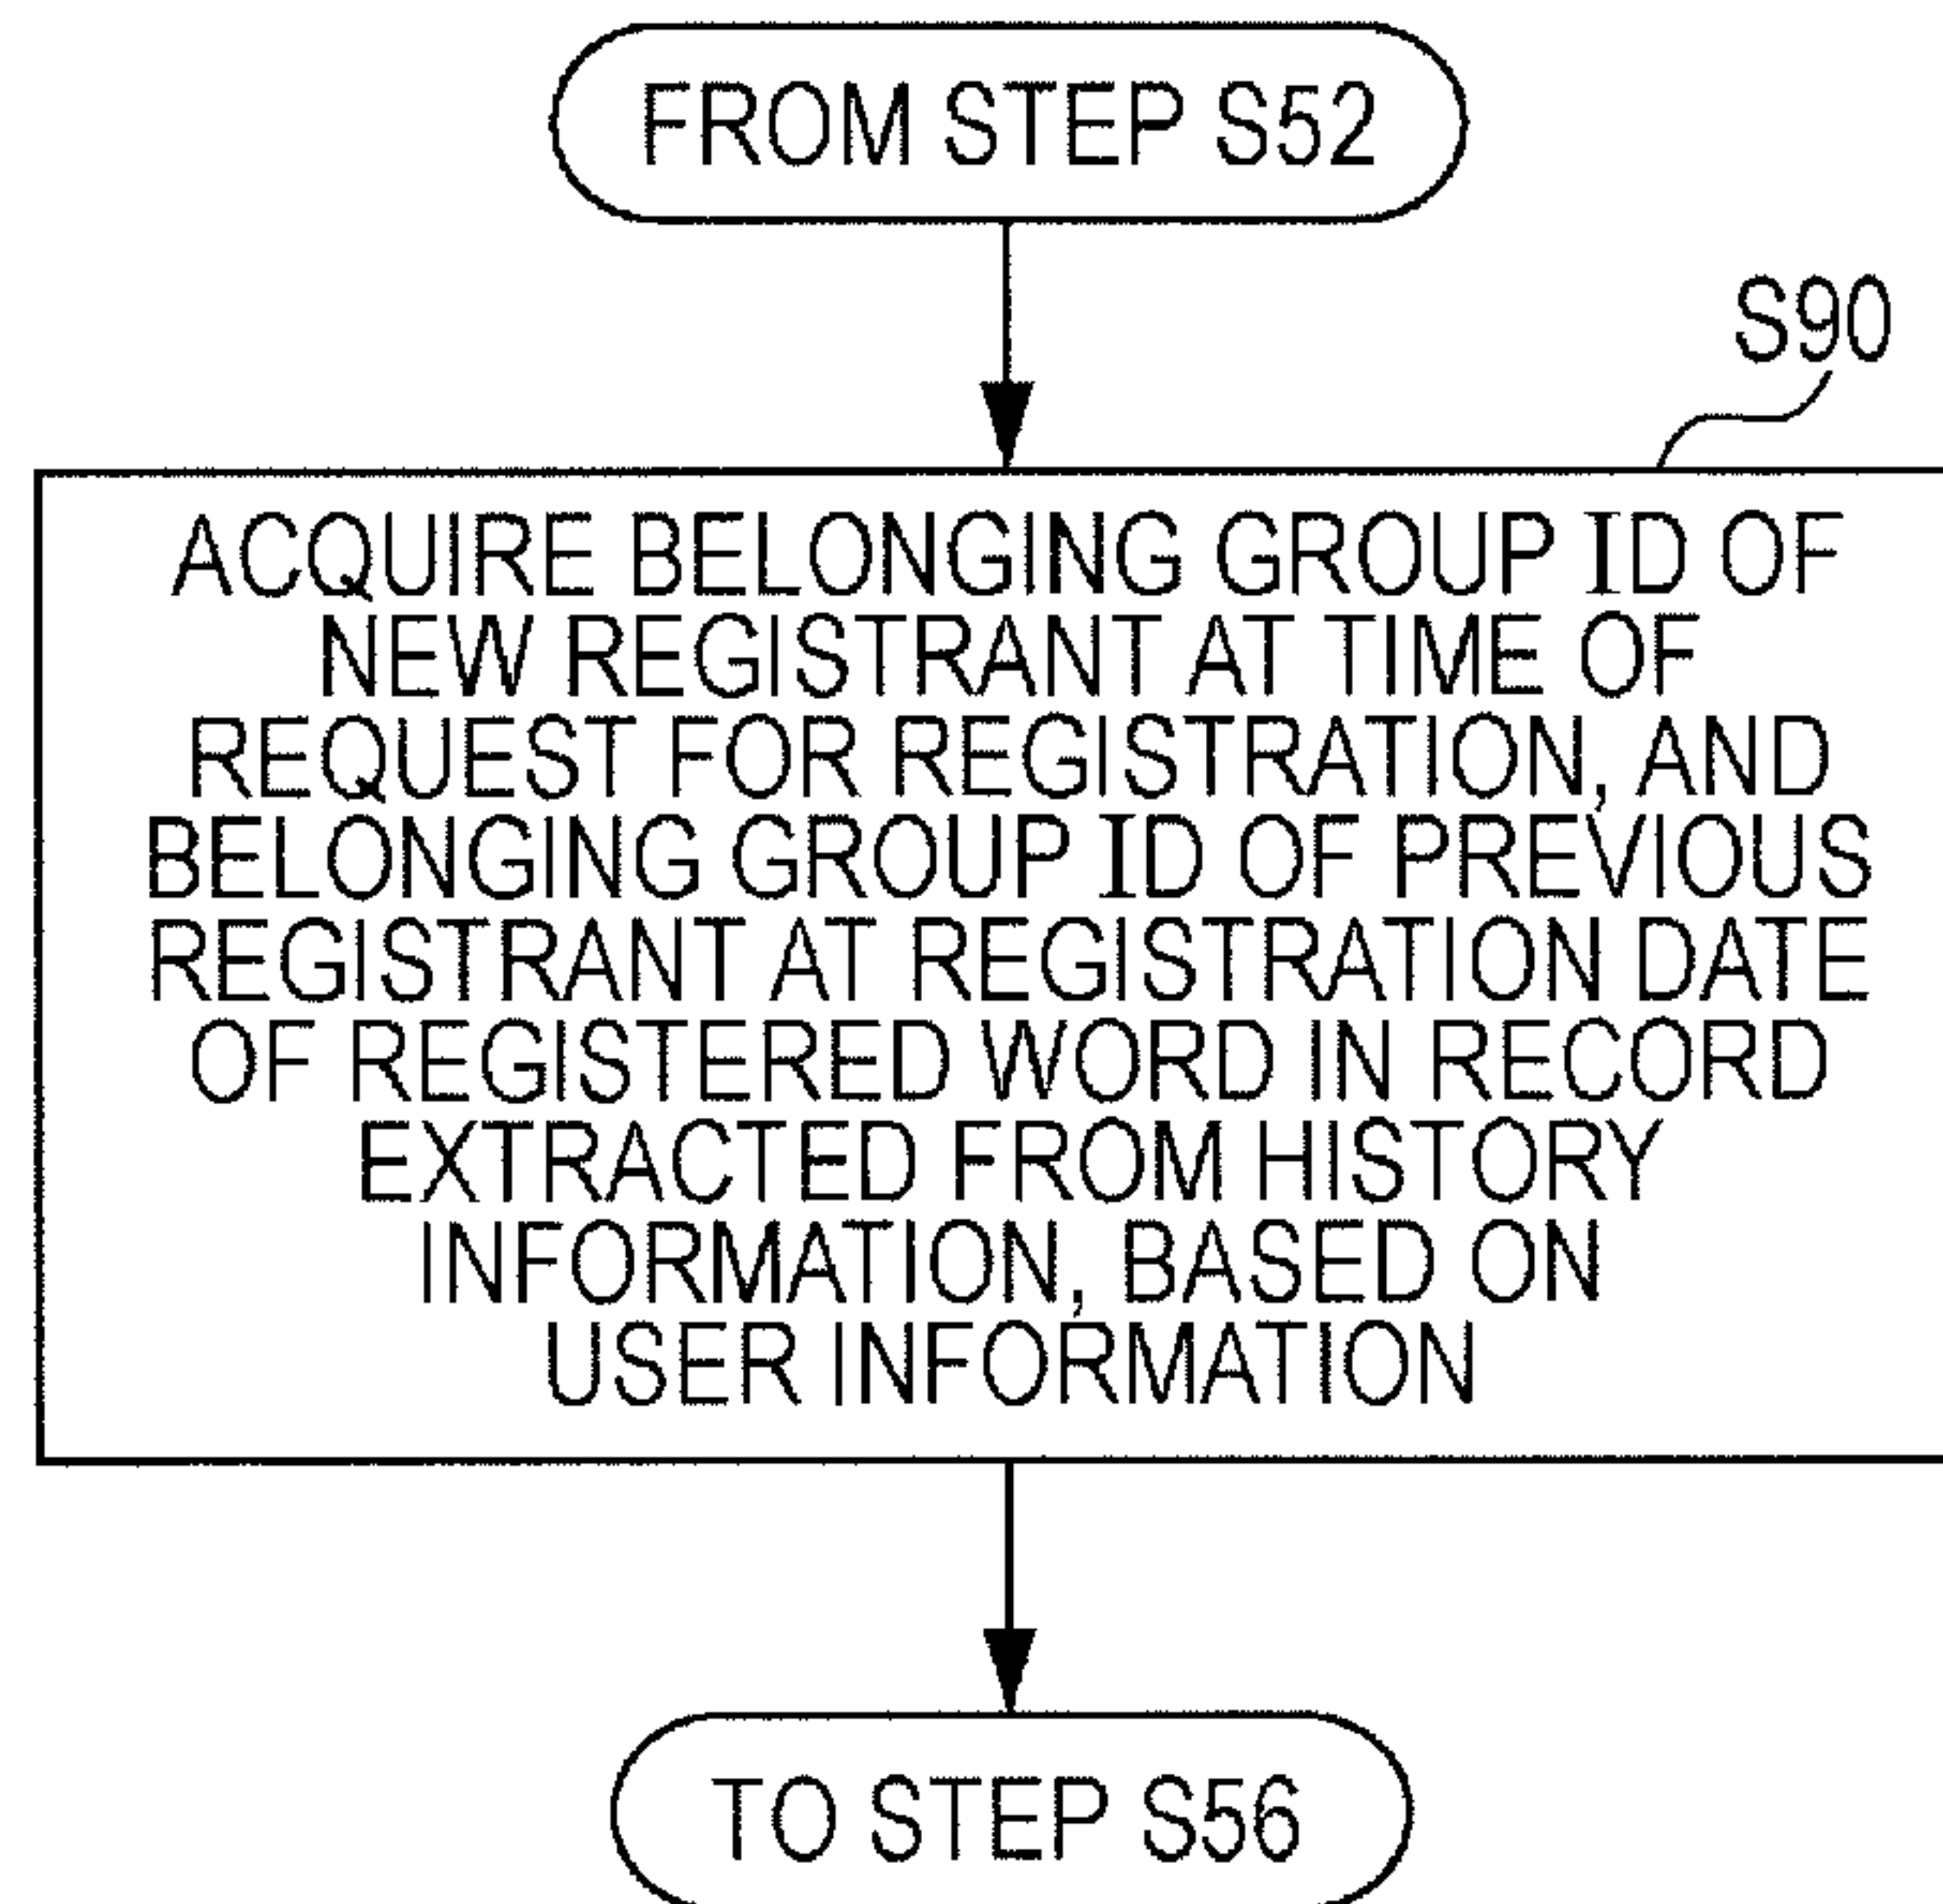 FROM STEP S52
S90
ACQUIRE BELONGING GROUP ID OF
NEW REGISTRANT AT TIME OF
REQUEST FOR REGISTRATION, AND
BELONGING GROUP ID OF PREVIOUS
REGISTRANT AT REGISTRATION DATE
OF REGISTERED WORD IN RECORD
EXTRACTED FROM HISTORY
INFORMATION, BASED ON
USER INFORMATION
TO STEP S56